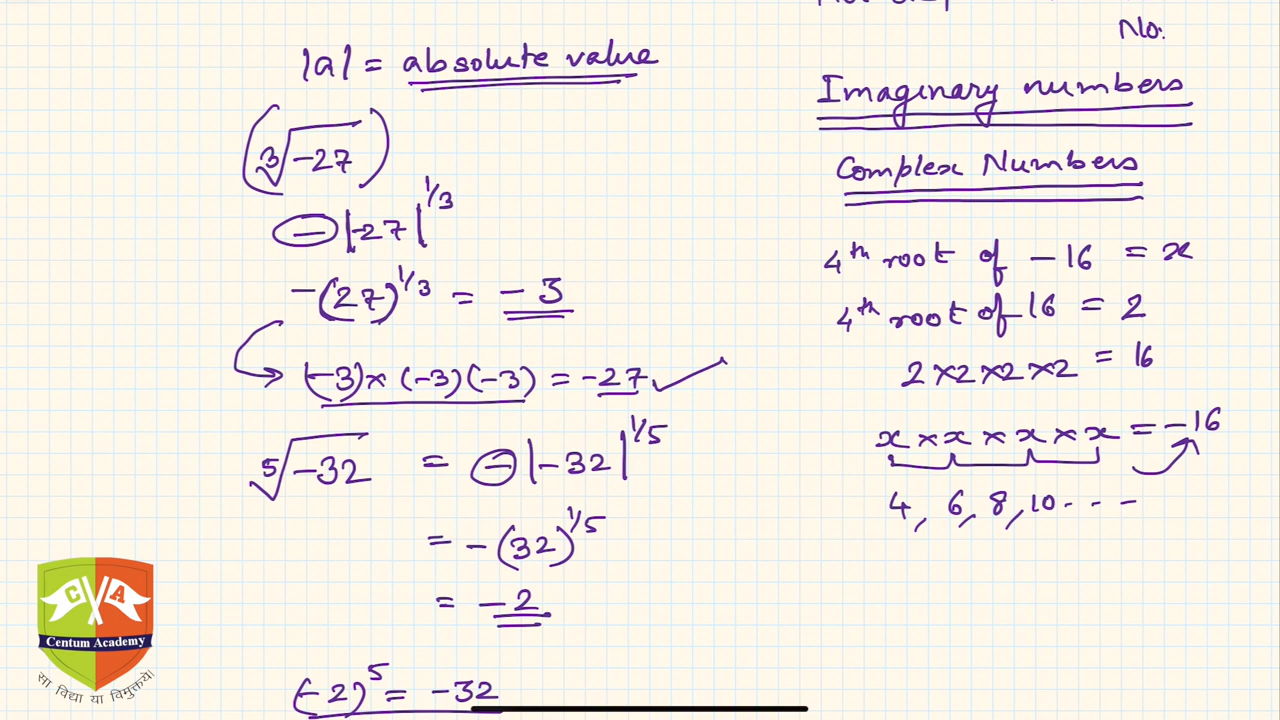 |a| = absolute value
(∛-27)
- |-27|^1/3
-(27)^1/3 = -3
(-3)×(-3)(-3) = -27 ✓
⁵√-32 = - |-32|^1/5
= -(32)^1/5
= -2
(-2)^5 = -32
No.
Imaginary numbers
Complex Numbers
4th root of -16 = x
4th root of 16 = 2
2×2×2×2 = 16
x × x × x × x = -16
4, 6, 8, 10 - - -
C A
Centum Academy
सा विद्या या विमुक्तये।